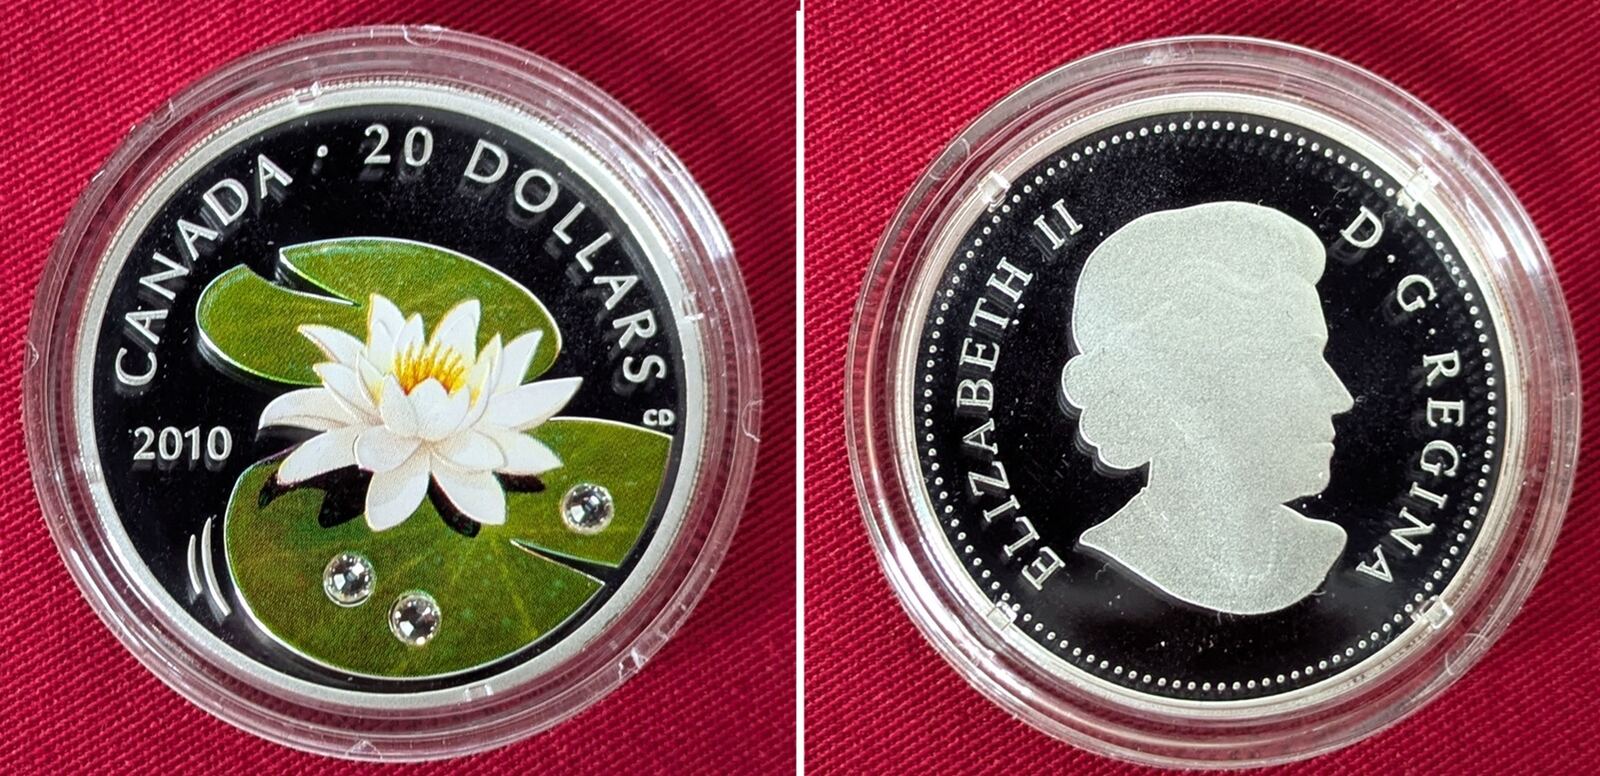 CANADA · 20 DOLLARS
CD
2010
ELIZABETH II D · G · REGINA